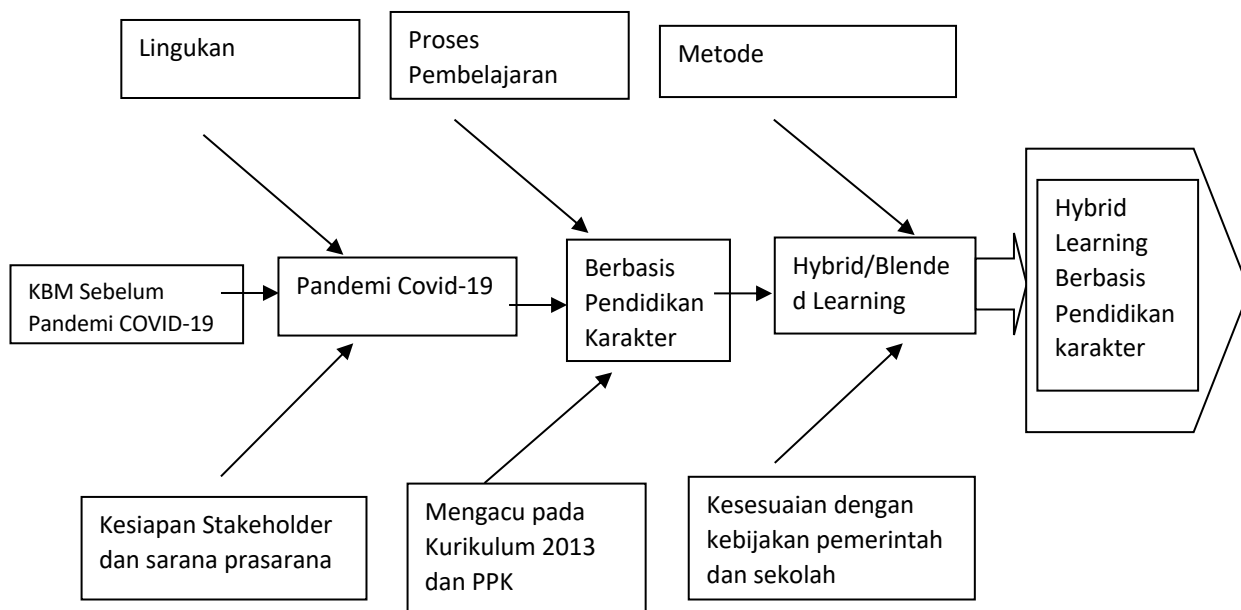 Lingukan
Proses
Pembelajaran
Metode
KBM Sebelum
Pandemi COVID-19
Pandemi Covid-19
Berbasis
Pendidikan
Karakter
Hybrid/Blende
d Learning
Hybrid
Learning
Berbasis
Pendidikan
karakter
Kesiapan Stakeholder
dan sarana prasarana
Mengacu pada
Kurikulum 2013
dan PPK
Kesesuaian dengan
kebijakan pemerintah
dan sekolah